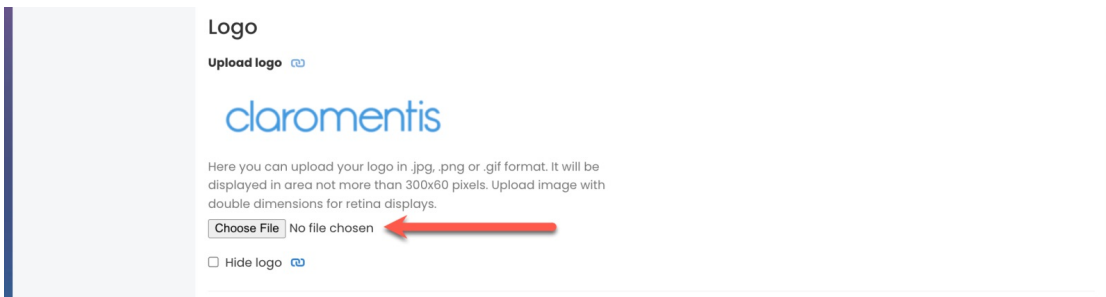 Logo
Upload logo
claromentis
Here you can upload your logo in .jpg, .png or .gif format. It will be
displayed in area not more than 300x60 pixels. Upload image with
double dimensions for retina displays.
Choose File No file chosen
Hide logo